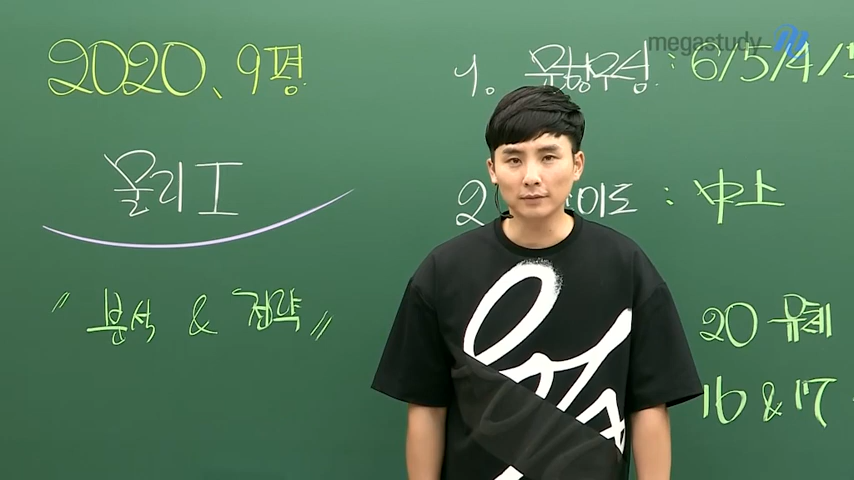 megastudy
2020、9평
물리 I
" 분석 & 전략 "
1. 유형구성 : 6/5/4/5
2 이도 : 中上
20 유체
16 & 17